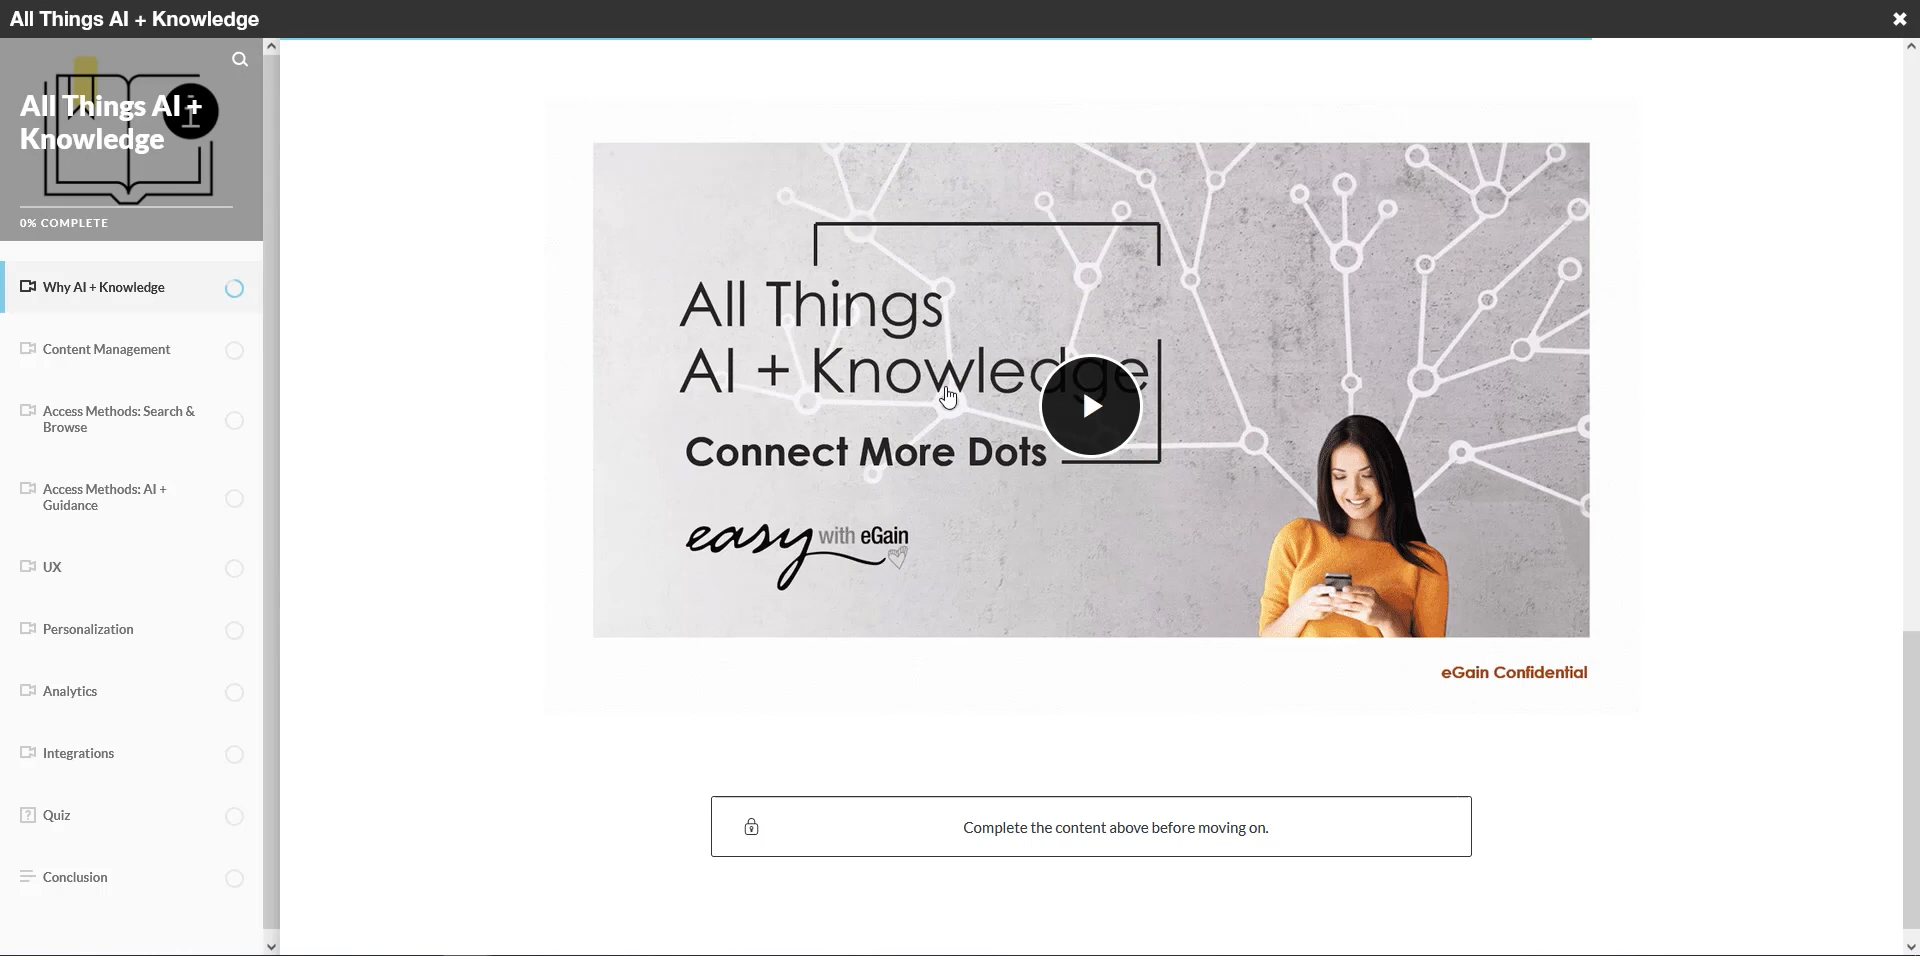 All Things AI + Knowledge
All Things AI +
Knowledge
0% COMPLETE
Why AI + Knowledge
Content Management
Access Methods: Search &
Browse
Access Methods: AI +
Guidance
UX
Personalization
Analytics
Integrations
Quiz
Conclusion
All Things
AI + Knowledge
Connect More Dots
easy with eGain
eGain Confidential
Complete the content above before moving on.